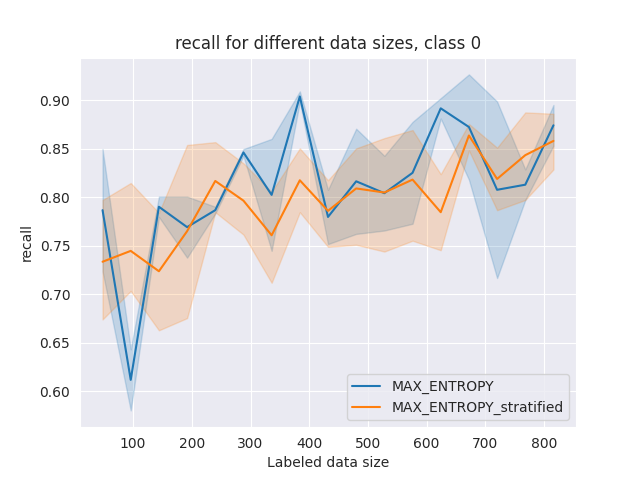 recall for different data sizes, class 0
recall
0.90
0.85
0.80
0.75
0.70
0.65
0.60
MAX_ENTROPY
MAX_ENTROPY_stratified
100 200 300 400 500 600 700 800
Labeled data size